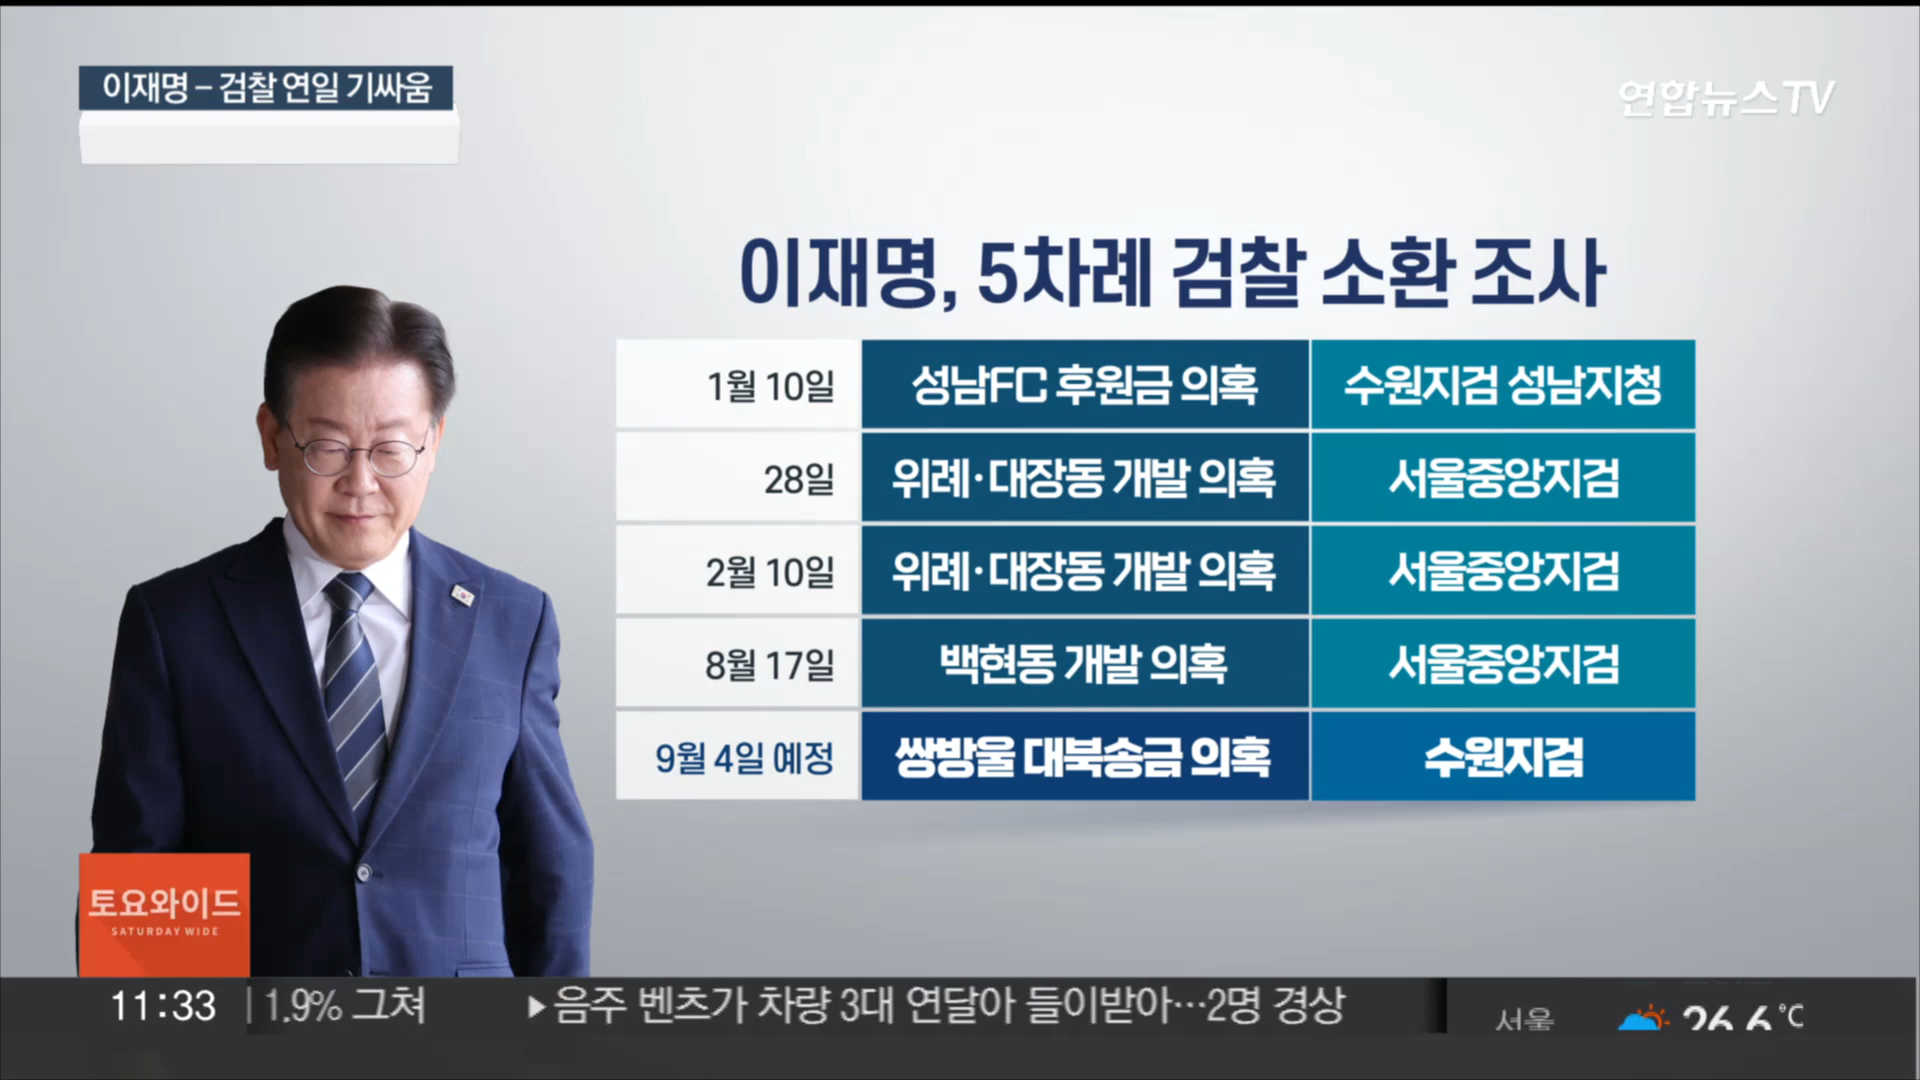 이재명 – 검찰 연일 기싸움
연합뉴스TV
이재명, 5차례 검찰 소환 조사
1월 10일 성남FC 후원금 의혹 수원지검 성남지청
28일 위례·대장동 개발 의혹 서울중앙지검
2월 10일 위례·대장동 개발 의혹 서울중앙지검
8월 17일 백현동 개발 의혹 서울중앙지검
9월 4일 예정 쌍방울 대북송금 의혹 수원지검
토요와이드
SATURDAY WIDE
11:33 1.9% 그쳐 ▶음주 벤츠가 차량 3대 연달아 들이받아…2명 경상 서울 26.6℃